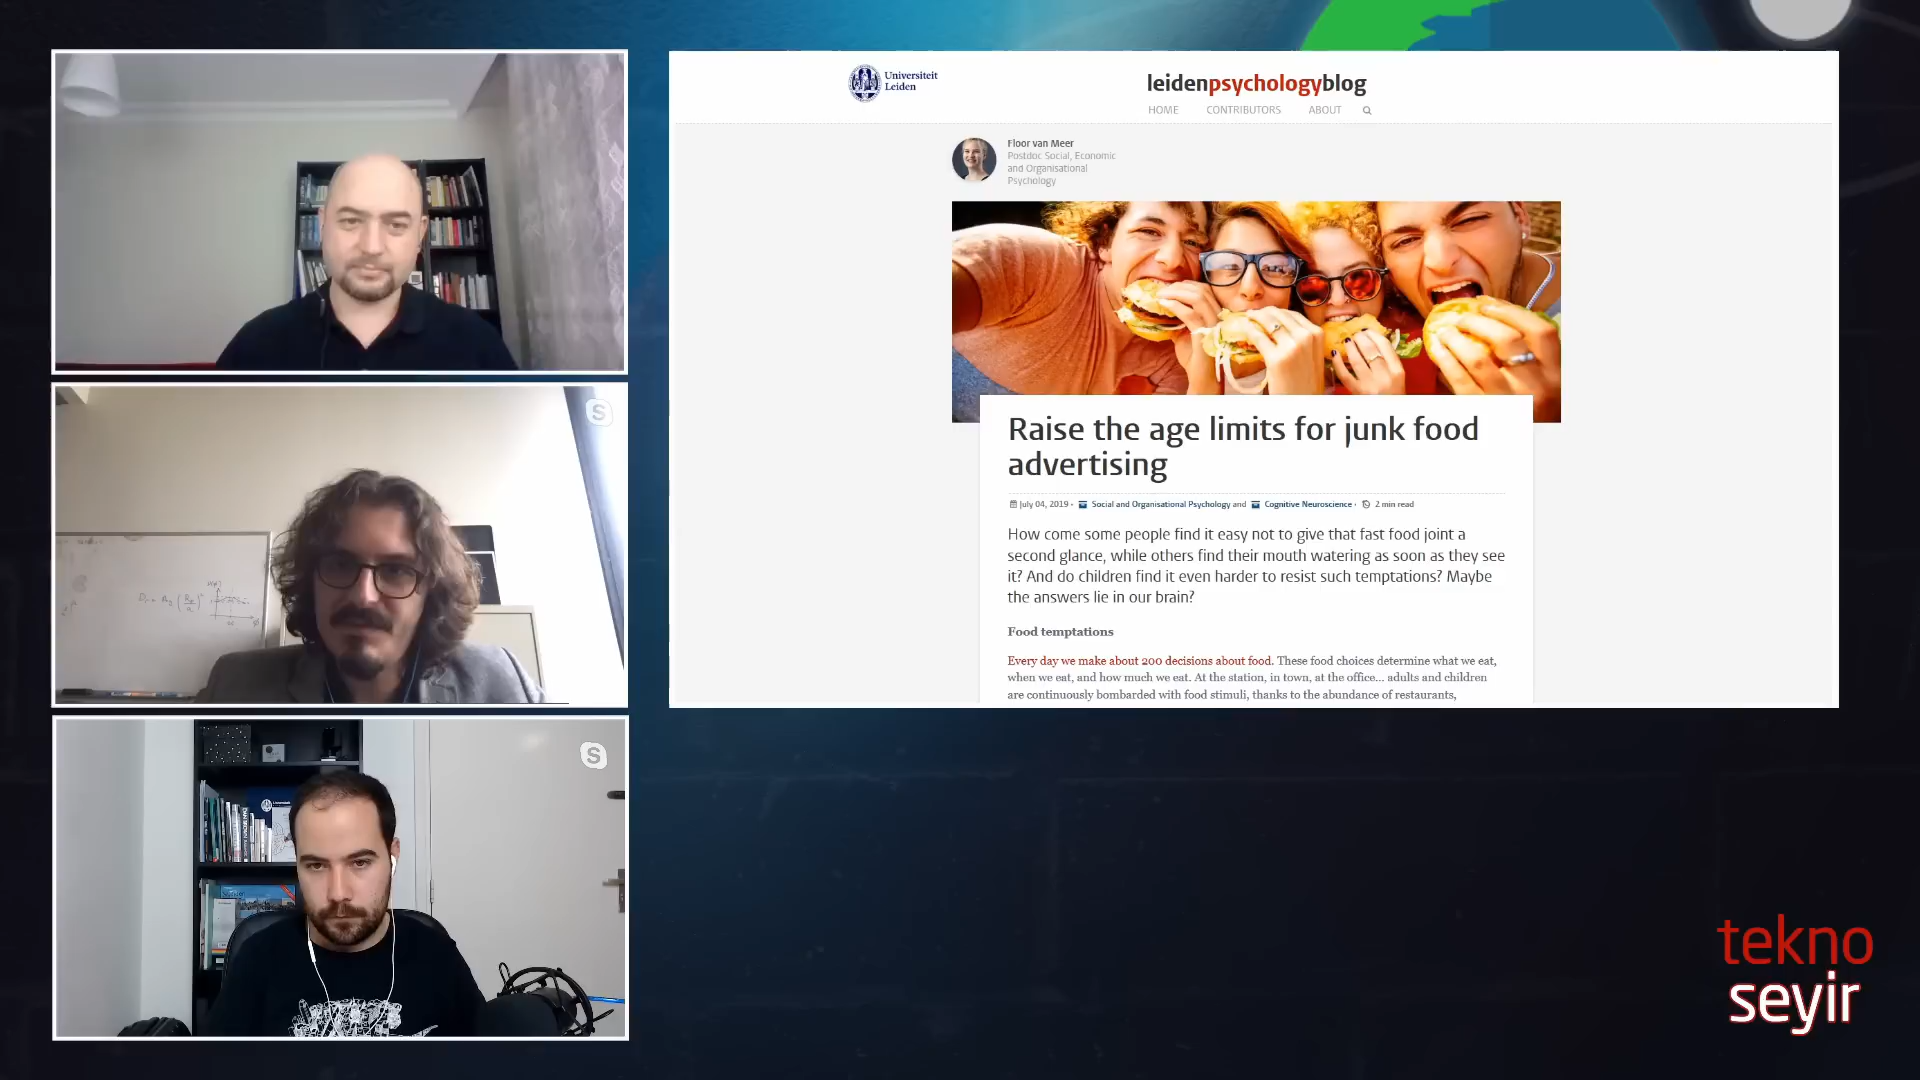 Universiteit
Leiden
leidenpsychologyblog
HOME CONTRIBUTORS ABOUT
Floor van Meer
Postdoc Social, Economic
and Organisational
Psychology
Raise the age limits for junk food
advertising
July 04, 2019 · Social and Organisational Psychology and Cognitive Neuroscience · 2 min read
How come some people find it easy not to give that fast food joint a
second glance, while others find their mouth watering as soon as they see
it? And do children find it even harder to resist such temptations? Maybe
the answers lie in our brain?
Food temptations
Every day we make about 200 decisions about food. These food choices determine what we eat,
when we eat, and how much we eat. At the station, in town, at the office... adults and children
are continuously bombarded with food stimuli, thanks to the abundance of restaurants,
S
S
tekno
seyir